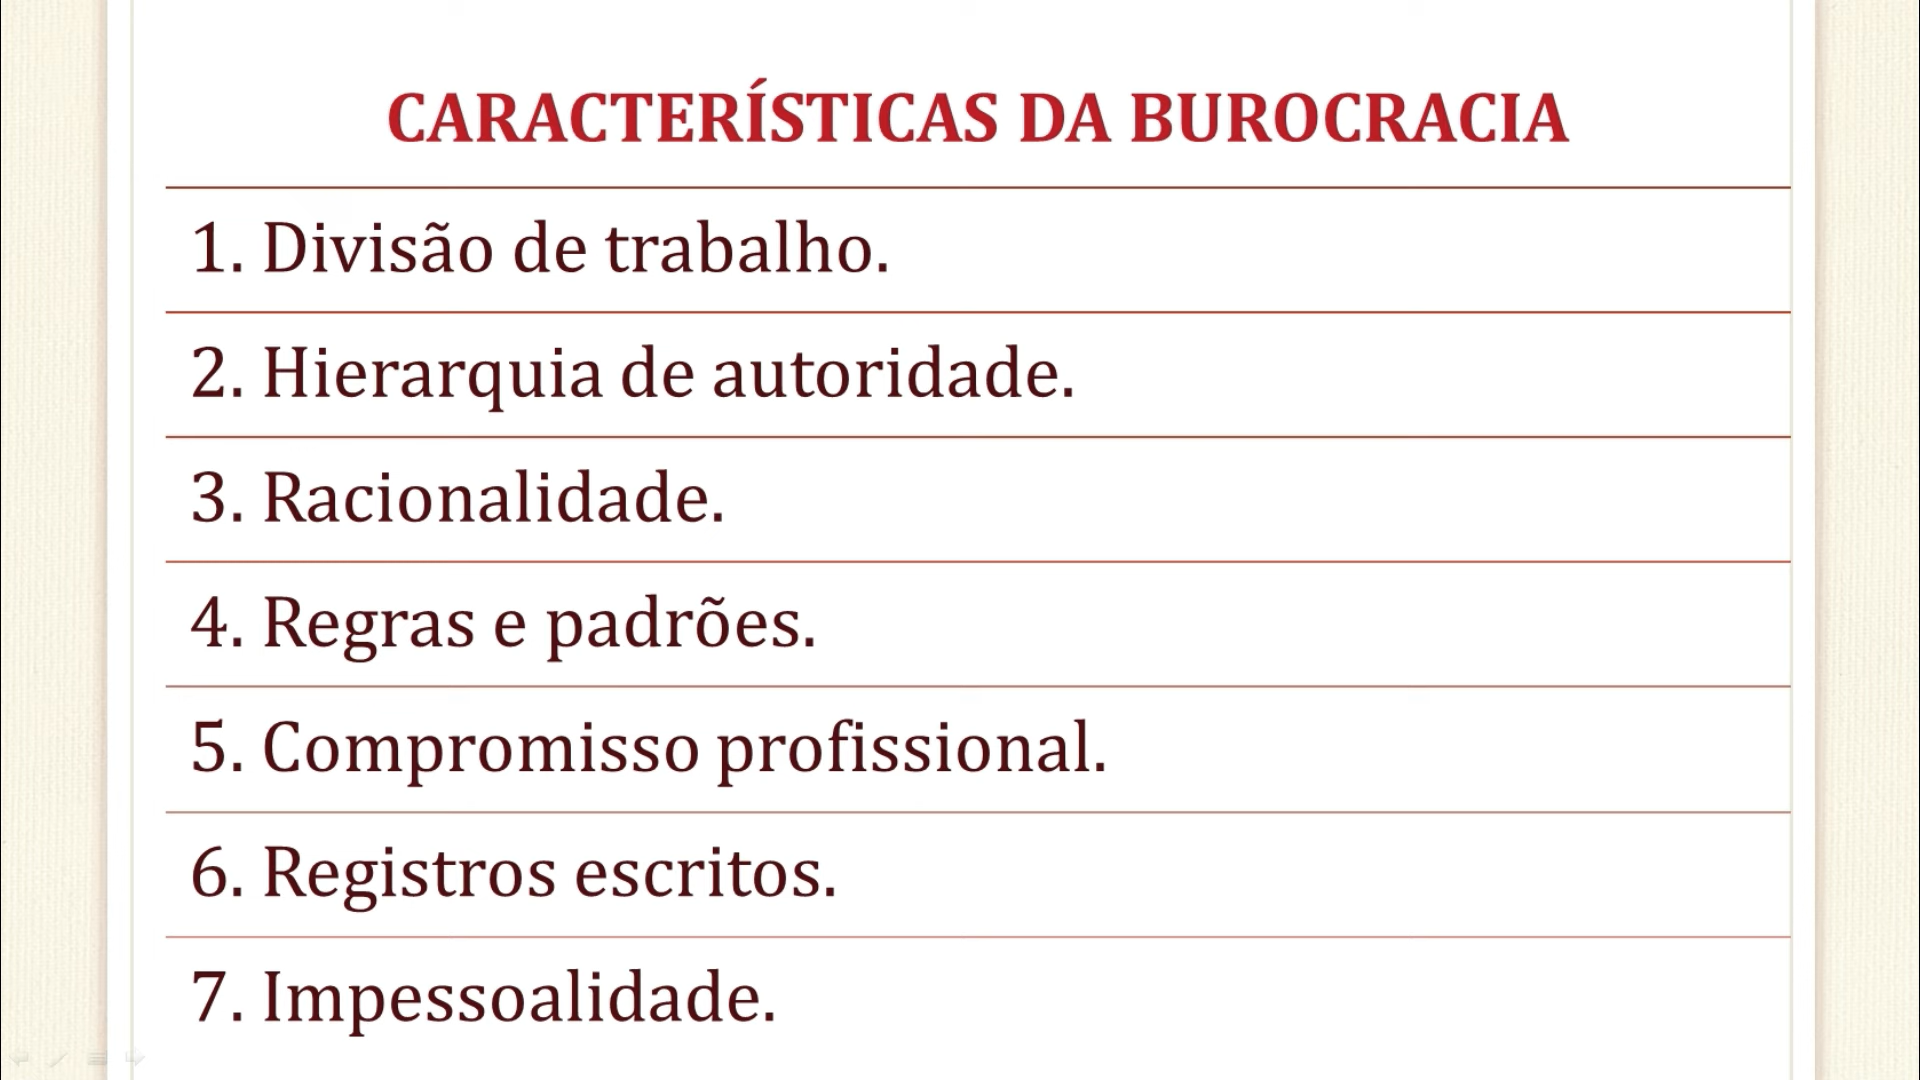 CARACTERÍSTICAS DA BUROCRACIA
1. Divisão de trabalho.
2. Hierarquia de autoridade.
3. Racionalidade.
4. Regras e padrões.
5. Compromisso profissional.
6. Registros escritos.
7. Impessoalidade.